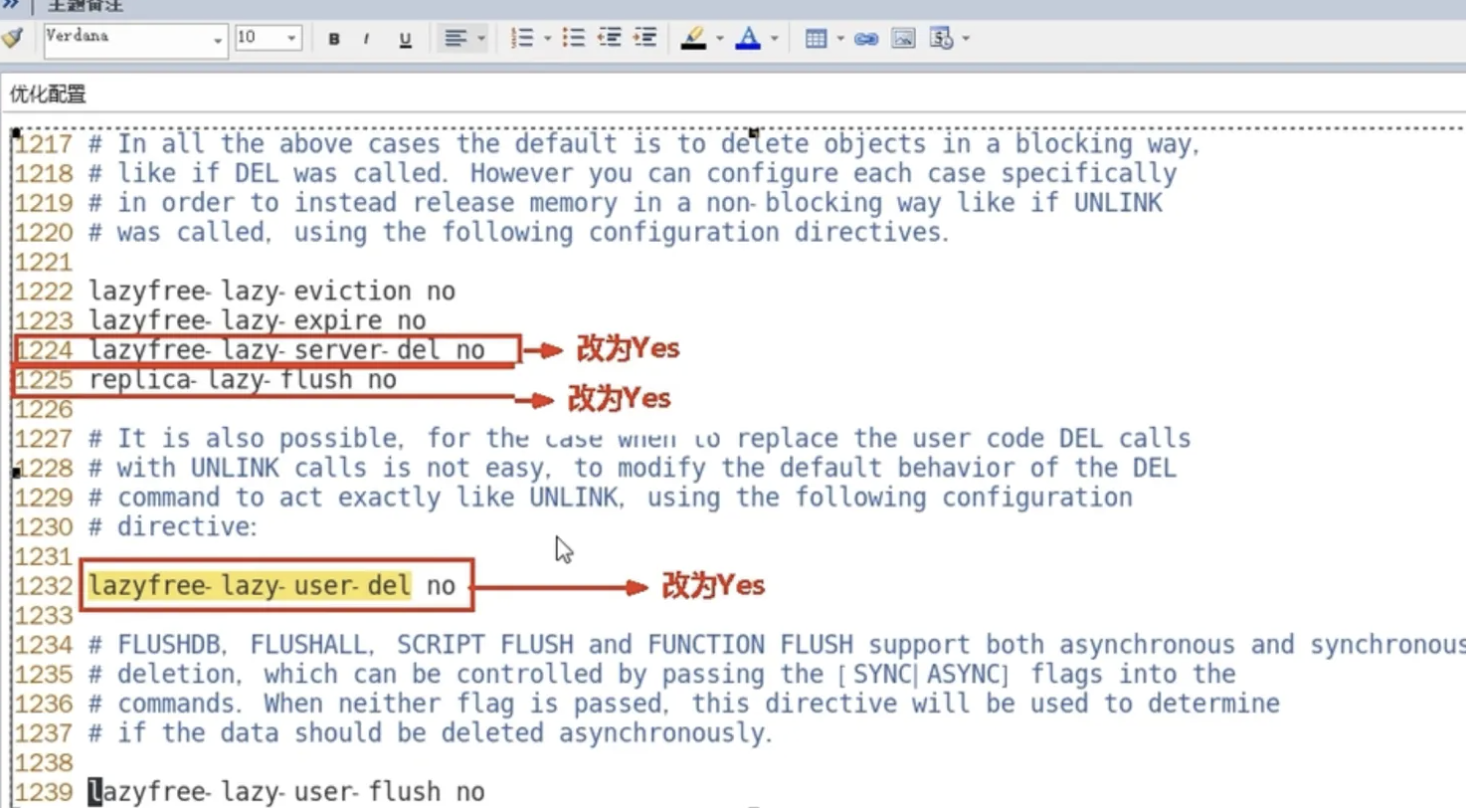 主题备注
Verdana 10 B I U A
优化配置
1217 # In all the above cases the default is to delete objects in a blocking way,
1218 # like if DEL was called. However you can configure each case specifically
1219 # in order to instead release memory in a non-blocking way like if UNLINK
1220 # was called, using the following configuration directives.
1221
1222 lazyfree-lazy-eviction no
1223 lazyfree-lazy-expire no
1224 lazyfree-lazy-server-del no 改为Yes
1225 replica-lazy-flush no
改为Yes
1226
1227 # It is also possible, for the case when to replace the user code DEL calls
1228 # with UNLINK calls is not easy, to modify the default behavior of the DEL
1229 # command to act exactly like UNLINK, using the following configuration
1230 # directive:
1231
1232 lazyfree-lazy-user-del no 改为Yes
1233
1234 # FLUSHDB, FLUSHALL, SCRIPT FLUSH and FUNCTION FLUSH support both asynchronous and synchronous
1235 # deletion, which can be controlled by passing the [SYNC|ASYNC] flags into the
1236 # commands. When neither flag is passed, this directive will be used to determine
1237 # if the data should be deleted asynchronously.
1238
1239 lazyfree-lazy-user-flush no